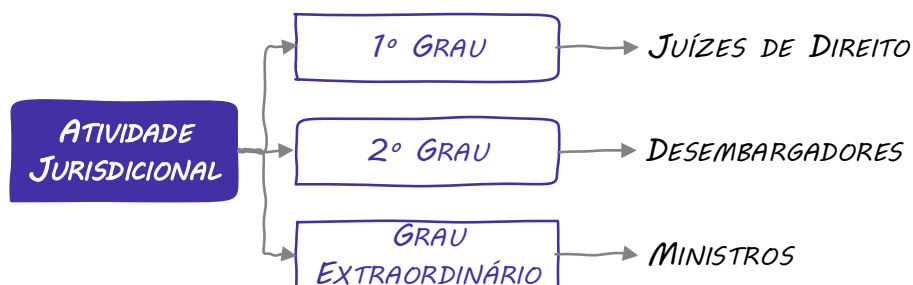 1º GRAU
JUÍZES DE DIREITO
ATIVIDADE
JURISDICIONAL
2º GRAU
DESEMBARGADORES
GRAU
EXTRAORDINÁRIO
MINISTROS